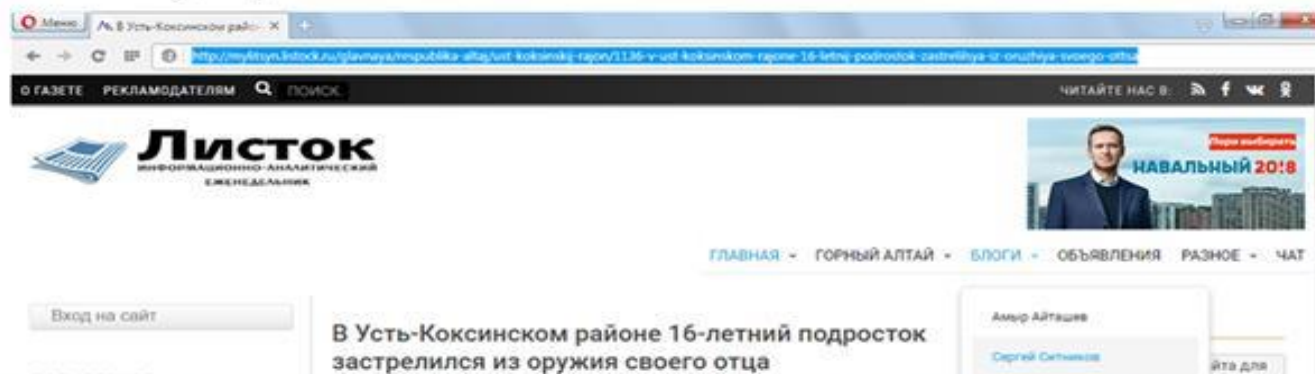 Меню
В Усть-Коксинском райо
http://mylitsyn.listock.ru/glavnaya/respublika-altaj/ust-koksinskij-rajon/1136-v-ust-koksinskom-rajone-16-letnij-podrostok-zastrelilsya-iz-oruzhiya-svoego-ottsa
О ГАЗЕТЕ РЕКЛАМОДАТЕЛЯМ ПОИСК ЧИТАЙТЕ НАС В:
Листок
ИНФОРМАЦИОННО-АНАЛИТИЧЕСКИЙ
ЕЖЕНЕДЕЛЬНИК
Пора выбирать
НАВАЛЬНЫЙ 20!8
ГЛАВНАЯ ГОРНЫЙ АЛТАЙ БЛОГИ ОБЪЯВЛЕНИЯ РАЗНОЕ ЧАТ
Вход на сайт
В Усть-Коксинском районе 16-летний подросток
застрелился из оружия своего отца
Амыр Айташев
Сергей Ситников
йта для